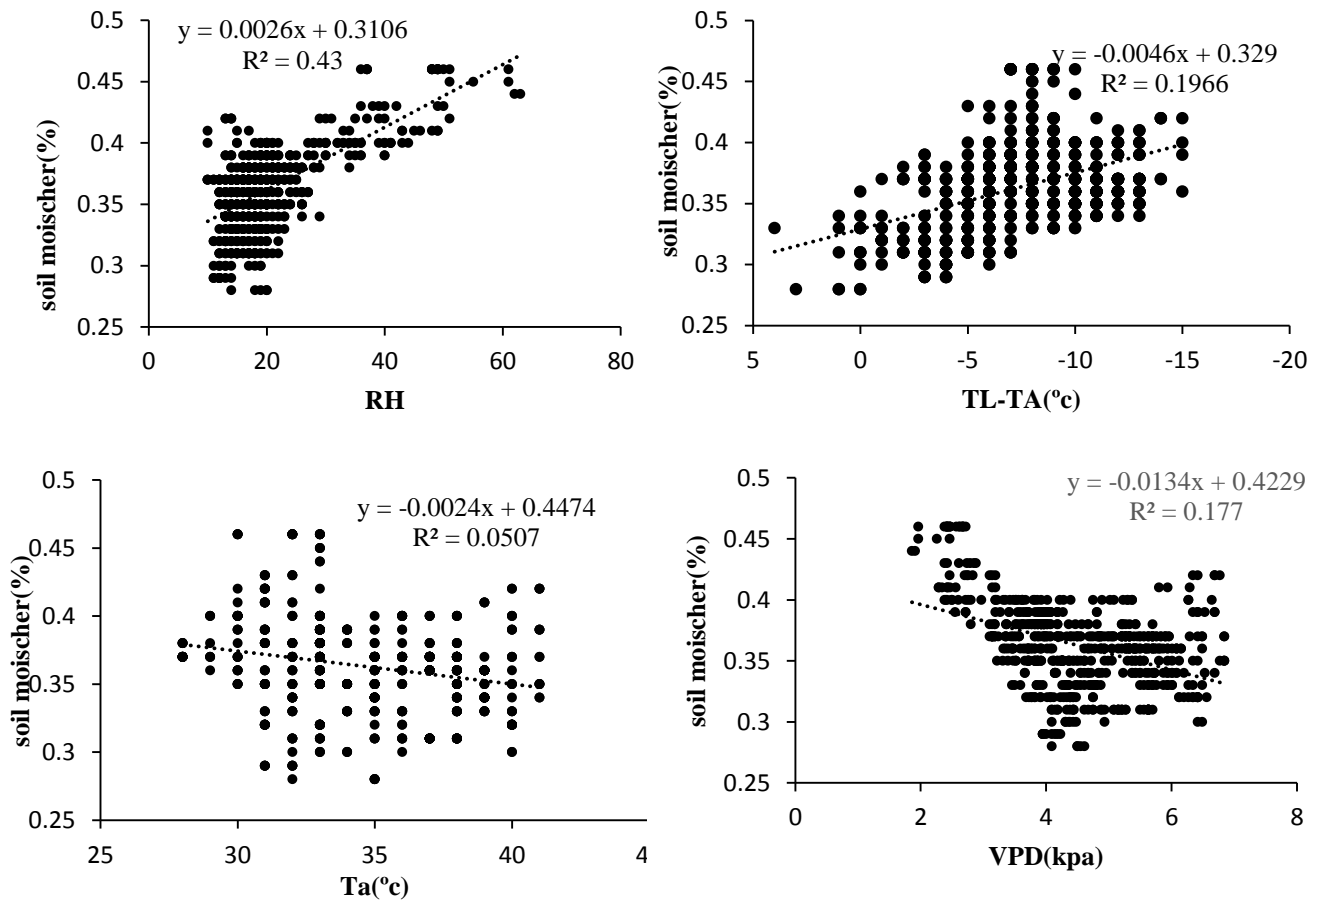 y = 0.0026x + 0.3106
R² = 0.43
0.5
0.45
0.4
0.35
0.3
0.25
0 20 40 60 80
soil moischer(%)
RH
y = -0.0046x + 0.329
R² = 0.1966
0.5
0.45
0.4
0.35
0.3
0.25
5 0 -5 -10 -15 -20
soil moischer(%)
TL-TA(ºc)
y = -0.0024x + 0.4474
R² = 0.0507
0.5
0.45
0.4
0.35
0.3
0.25
25 30 35 40 4
soil moischer(%)
Ta(ºc)
y = -0.0134x + 0.4229
R² = 0.177
0.5
0.45
0.4
0.35
0.3
0.25
0 2 4 6 8
soil moischer(%)
VPD(kpa)